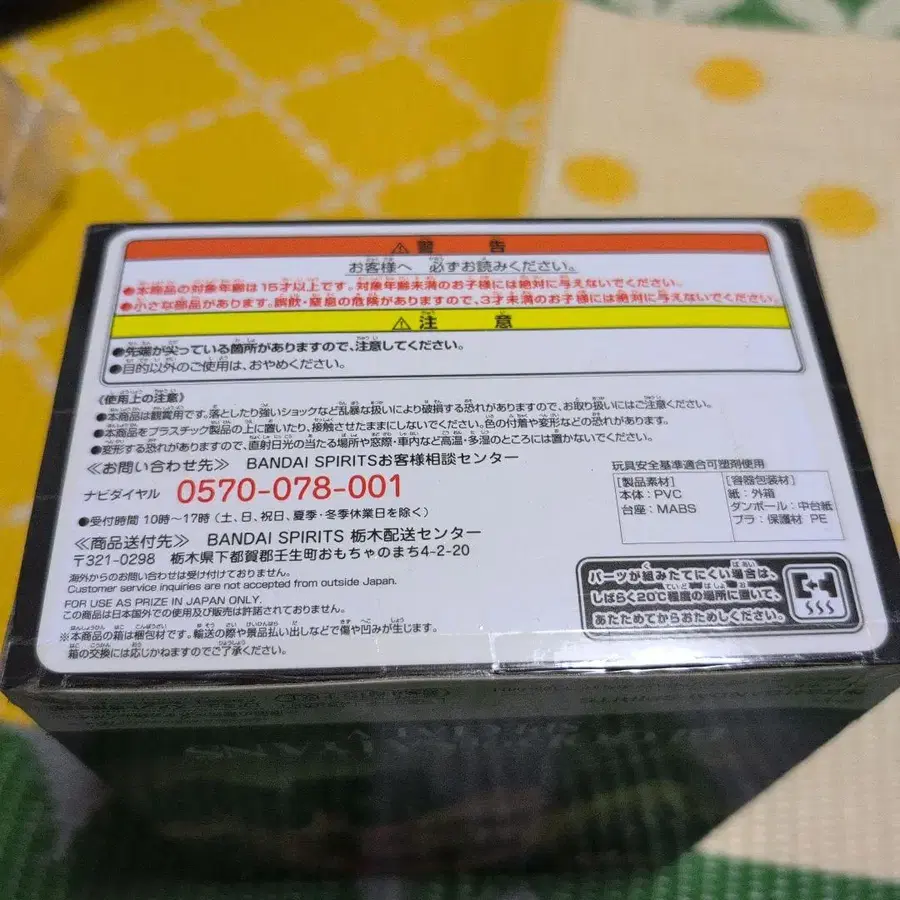 ⚠警告
お客様へ 必ずお読みください。
●本商品の対象年齢は15才以上です。対象年齢未満のお子様には絶対に与えないでください。
●小さな部品があります。誤飲・窒息の危険がありますので、3才未満のお子様には絶対に与えないでください。
⚠注意
●先端が尖っている箇所がありますので、注意してください。
●目的以外のご使用は、おやめください。
《使用上の注意》
●本商品は観賞用です。落としたり強いショックなど乱暴な扱いにより破損する恐れがありますので、お取り扱いにはご注意ください。
●本商品をプラスチック製品の上に置いたり、接触させたままにしないでください。色の付着や変形などの恐れがあります。
●変形する恐れがありますので、直射日光の当たる場所や窓際・車内など高温・多湿のところには置かないでください。
≪お問い合わせ先≫ BANDAI SPIRITSお客様相談センター
ナビダイヤル 0570-078-001
●受付時間 10時〜17時(土、日、祝日、夏季・冬季休業日を除く)
≪商品送付先≫ BANDAI SPIRITS 栃木配送センター
〒321-0298 栃木県下都賀郡壬生町おもちゃのまち4-2-20
海外からのお問い合わせは受け付けておりません。
Customer service inquiries are not accepted from outside Japan.
FOR USE AS PRIZE IN JAPAN ONLY.
この商品は日本国外での使用及び販売は許諾されておりません。
※本商品の箱は梱包材です。輸送の際や景品払い出しなどで傷や凹みが生じます。
箱の交換には応じかねますのでご了承ください。
玩具安全基準適合可塑剤使用
[製品素材]
本体:PVC
台座:MABS
[容器包装材]
紙:外箱
ダンボール:中台紙
プラ:保護材 PE
パーツが組みたてにくい場合は、
しばらく20℃程度の場所に置いて、
あたためてからおためしください。